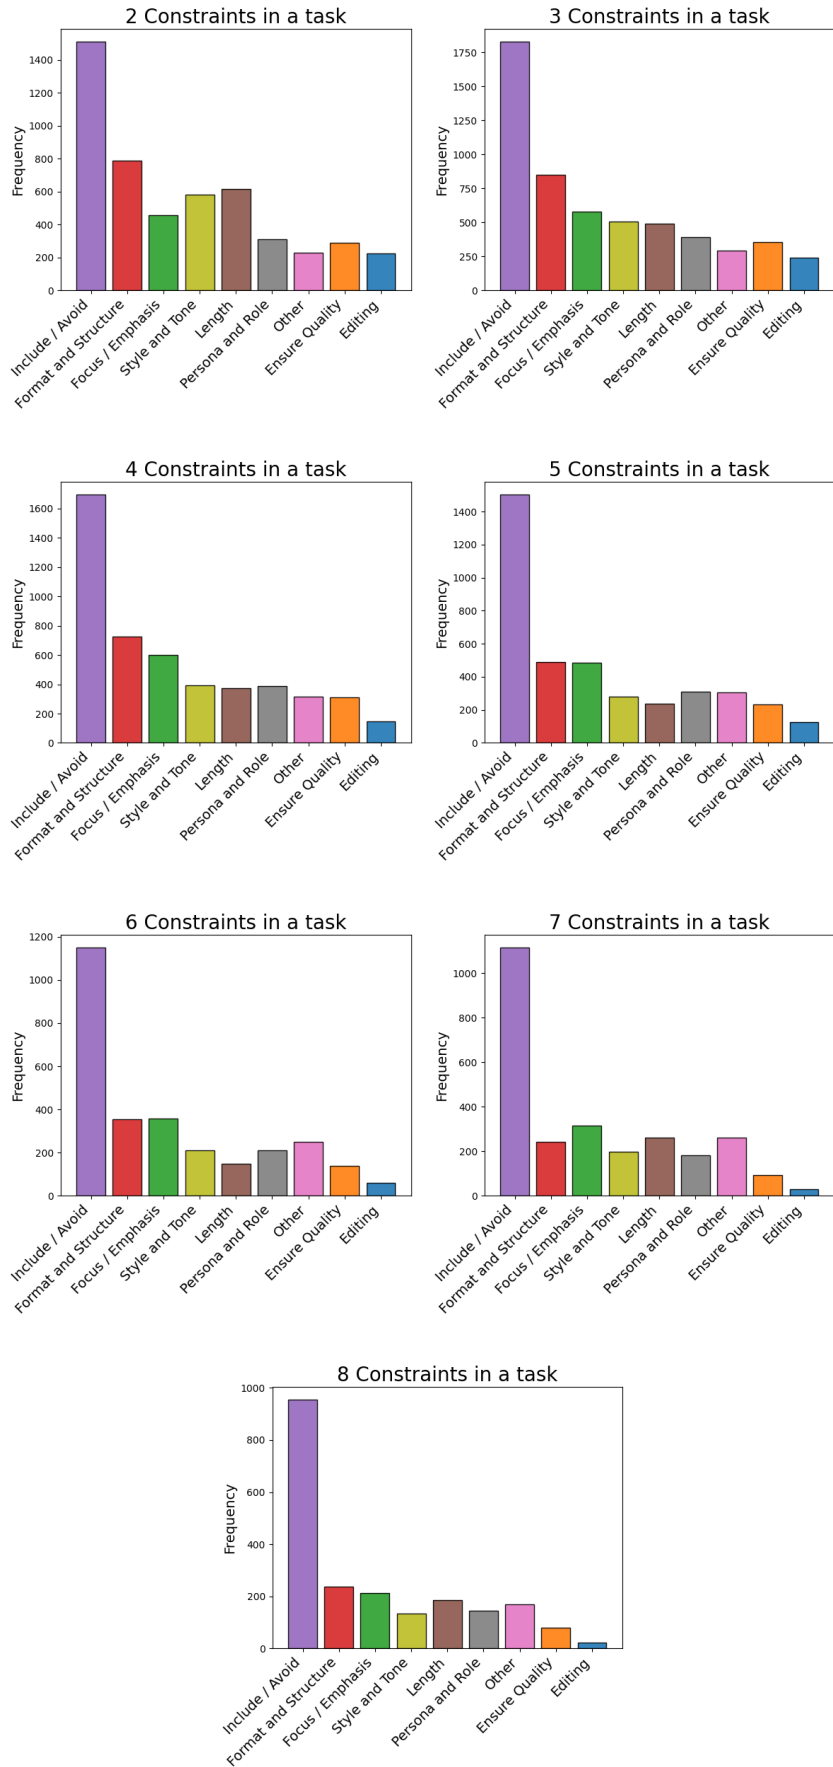 2 Constraints in a task
Frequency
1400
1200
1000
800
600
400
200
0
Include / Avoid
Format and Structure
Focus / Emphasis
Style and Tone
Length
Persona and Role
Other
Ensure Quality
Editing
3 Constraints in a task
Frequency
1750
1500
1250
1000
750
500
250
0
Include / Avoid
Format and Structure
Focus / Emphasis
Style and Tone
Length
Persona and Role
Other
Ensure Quality
Editing
4 Constraints in a task
Frequency
1600
1400
1200
1000
800
600
400
200
0
Include / Avoid
Format and Structure
Focus / Emphasis
Style and Tone
Length
Persona and Role
Other
Ensure Quality
Editing
5 Constraints in a task
Frequency
1400
1200
1000
800
600
400
200
0
Include / Avoid
Format and Structure
Focus / Emphasis
Style and Tone
Length
Persona and Role
Other
Ensure Quality
Editing
6 Constraints in a task
Frequency
1200
1000
800
600
400
200
0
Include / Avoid
Format and Structure
Focus / Emphasis
Style and Tone
Length
Persona and Role
Other
Ensure Quality
Editing
7 Constraints in a task
Frequency
1000
800
600
400
200
0
Include / Avoid
Format and Structure
Focus / Emphasis
Style and Tone
Length
Persona and Role
Other
Ensure Quality
Editing
8 Constraints in a task
Frequency
1000
800
600
400
200
0
Include / Avoid
Format and Structure
Focus / Emphasis
Style and Tone
Length
Persona and Role
Other
Ensure Quality
Editing